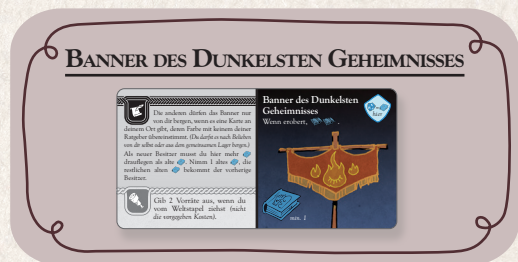 BANNER DES DUNKELSTEN GEHEIMNISSES
Die anderen dürfen das Banner nur
von dir bergen, wenn es eine Karte an
deinem Ort gibt, deren Farbe mit keinem deiner
Ratgeber übereinstimmt. (Du darfst es nach Belieben
von dir selbst oder aus dem gemeinsamen Lager bergen.)
Als neuer Besitzer musst du hier mehr
drauflegen als alte. Nimm 1 altes, die
restlichen alten bekommt der vorherige
Besitzer.
Gib 2 Vorräte aus, wenn du
vom Weltstapel ziehst (nicht
die vorgegeben Kosten).
Banner des Dunkelsten
Geheimnisses
Wenn erobert,
hier
min. 1